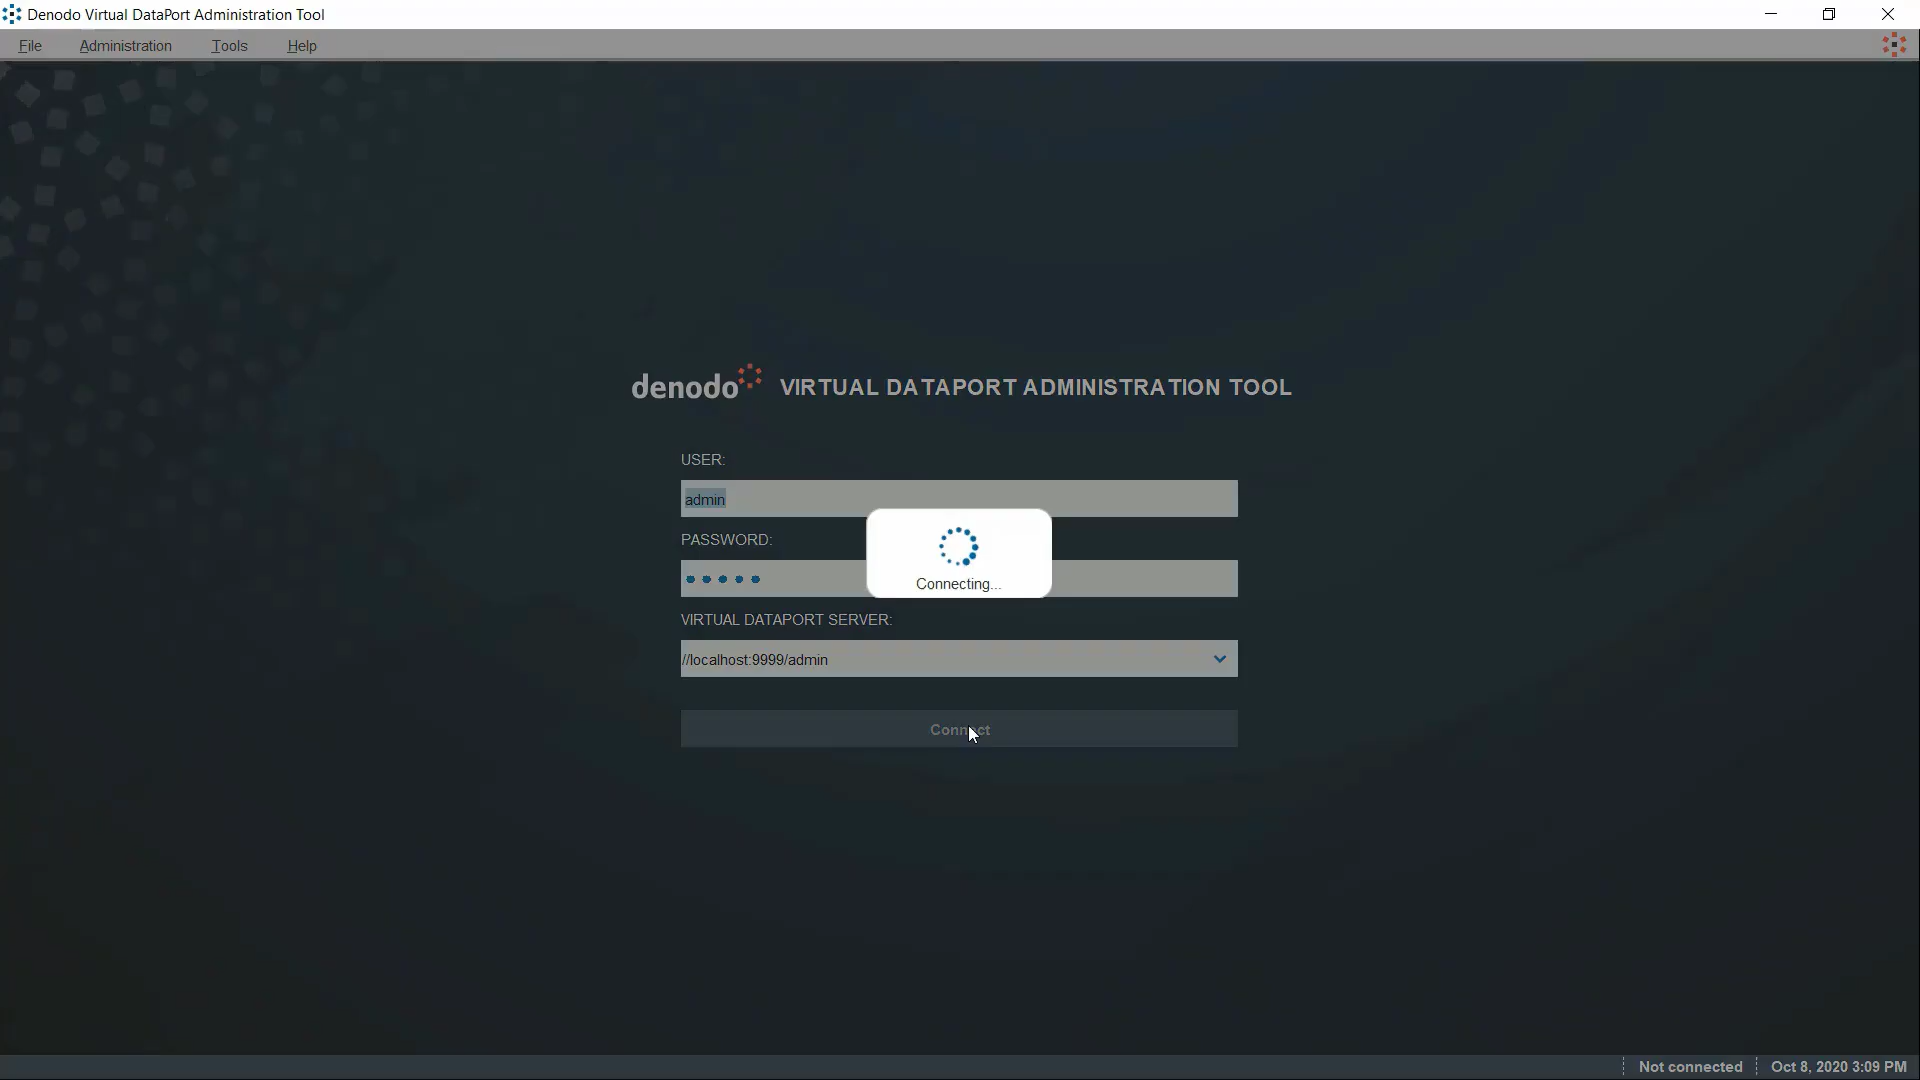 Denodo Virtual DataPort Administration Tool
File Administration Tools Help
denodo VIRTUAL DATAPORT ADMINISTRATION TOOL
USER:
admin
PASSWORD:
Connecting...
VIRTUAL DATAPORT SERVER:
//localhost:9999/admin
Connect
Not connected Oct 8, 2020 3:09 PM